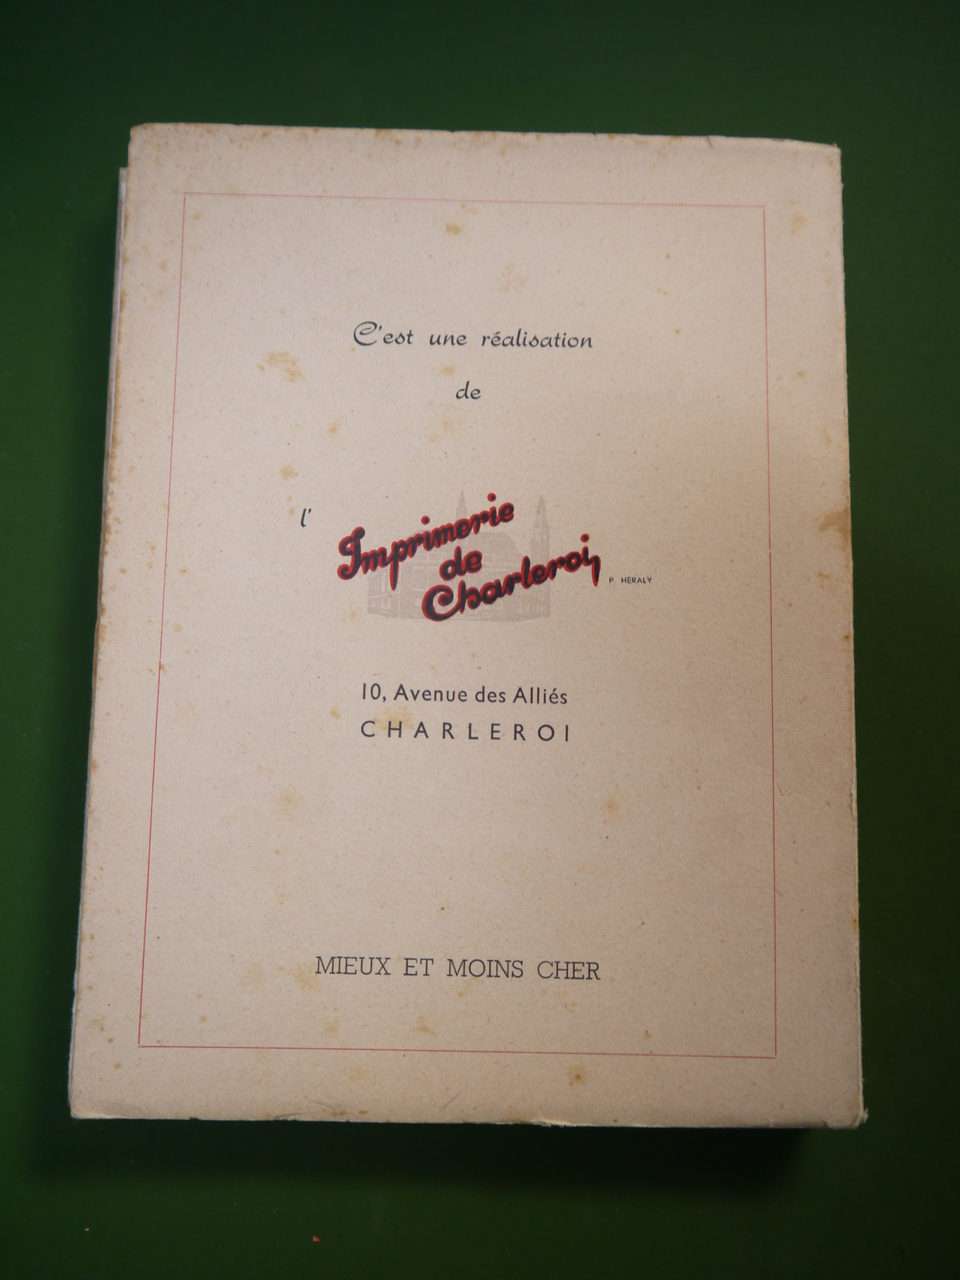 C'est une réalisation
de
l'
Imprimerie
de
Charleroi
P. HERALY
10, Avenue des Alliés
CHARLEROI
MIEUX ET MOINS CHER